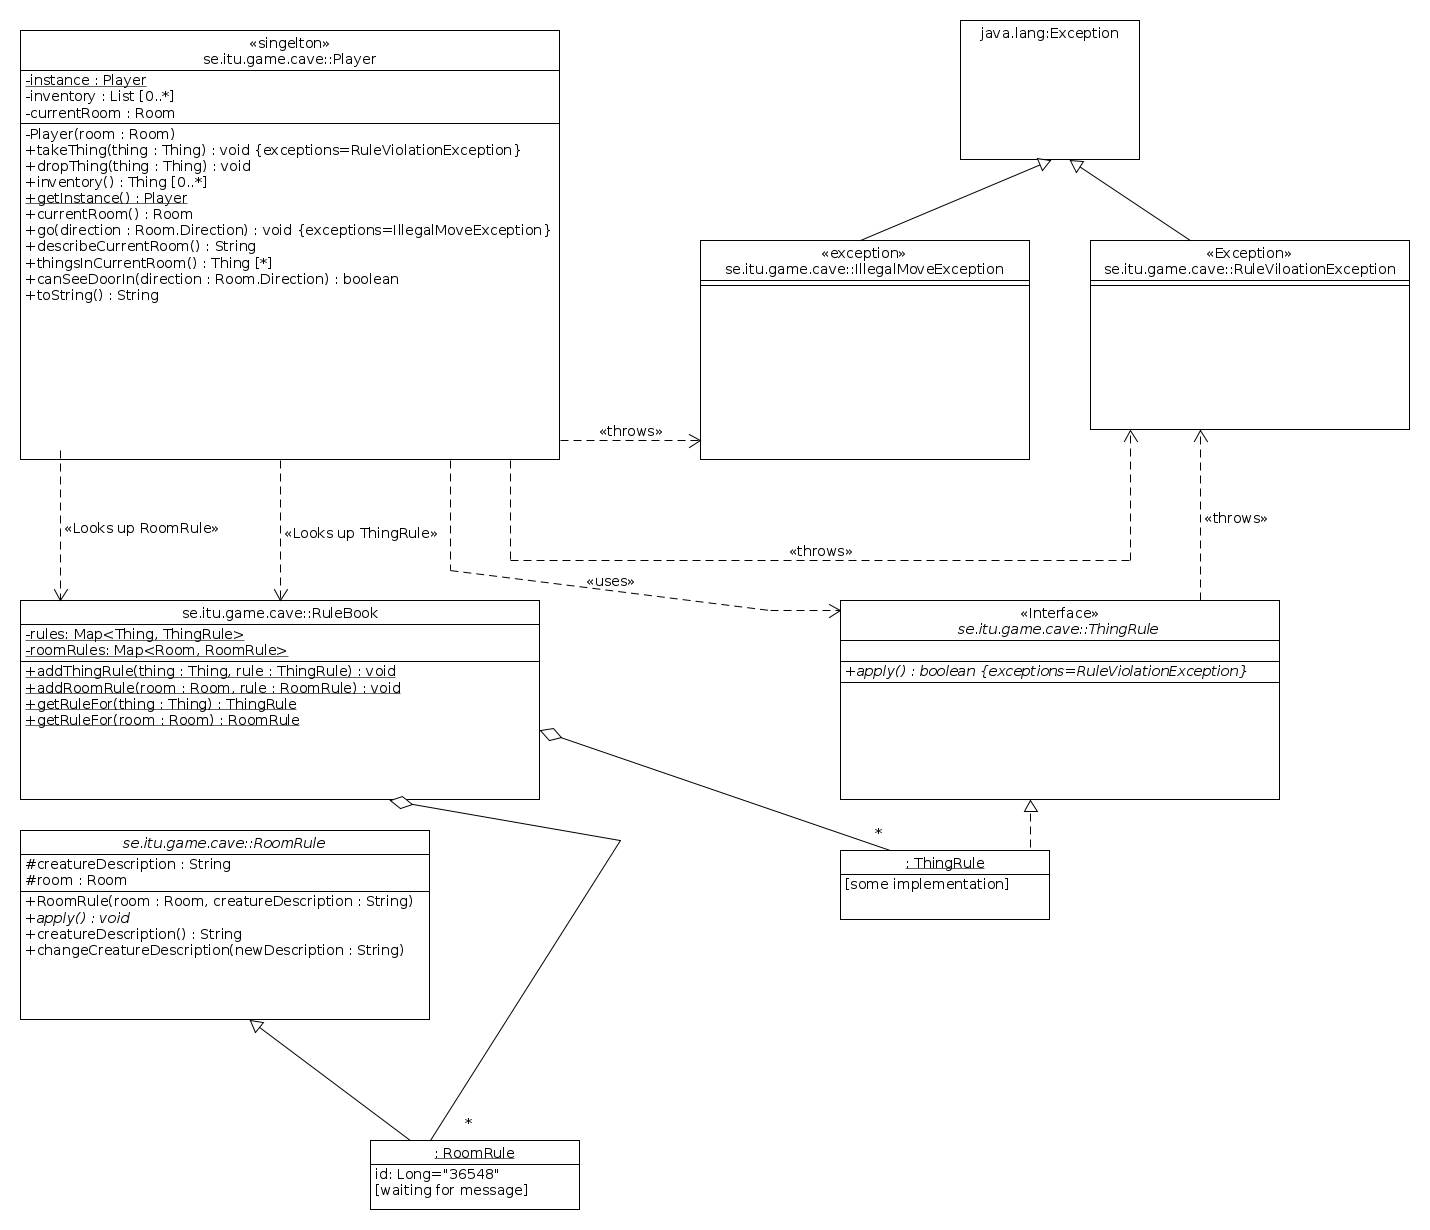 «singelton»
se.itu.game.cave::Player
-instance : Player
-inventory : List [0..*]
-currentRoom : Room
-Player(room : Room)
+takeThing(thing : Thing) : void {exceptions=RuleViolationException}
+dropThing(thing : Thing) : void
+inventory() : Thing [0..*]
+getInstance() : Player
+currentRoom() : Room
+go(direction : Room.Direction) : void {exceptions=IllegalMoveException}
+describeCurrentRoom() : String
+thingsInCurrentRoom() : Thing [*]
+canSeeDoorIn(direction : Room.Direction) : boolean
+toString() : String
java.lang:Exception
«exception»
se.itu.game.cave::IllegalMoveException
«Exception»
se.itu.game.cave::RuleViloationException
«throws»
«Looks up RoomRule»
«Looks up ThingRule»
«throws»
«throws»
«uses»
se.itu.game.cave::RuleBook
-rules: Map<Thing, ThingRule>
-roomRules: Map<Room, RoomRule>
+addThingRule(thing : Thing, rule : ThingRule) : void
+addRoomRule(room : Room, rule : RoomRule) : void
+getRuleFor(thing : Thing) : ThingRule
+getRuleFor(room : Room) : RoomRule
«Interface»
se.itu.game.cave::ThingRule
+apply() : boolean {exceptions=RuleViolationException}
*
: ThingRule
[some implementation]
se.itu.game.cave::RoomRule
#creatureDescription : String
#room : Room
+RoomRule(room : Room, creatureDescription : String)
+apply() : void
+creatureDescription() : String
+changeCreatureDescription(newDescription : String)
*
: RoomRule
id: Long="36548"
[waiting for message]